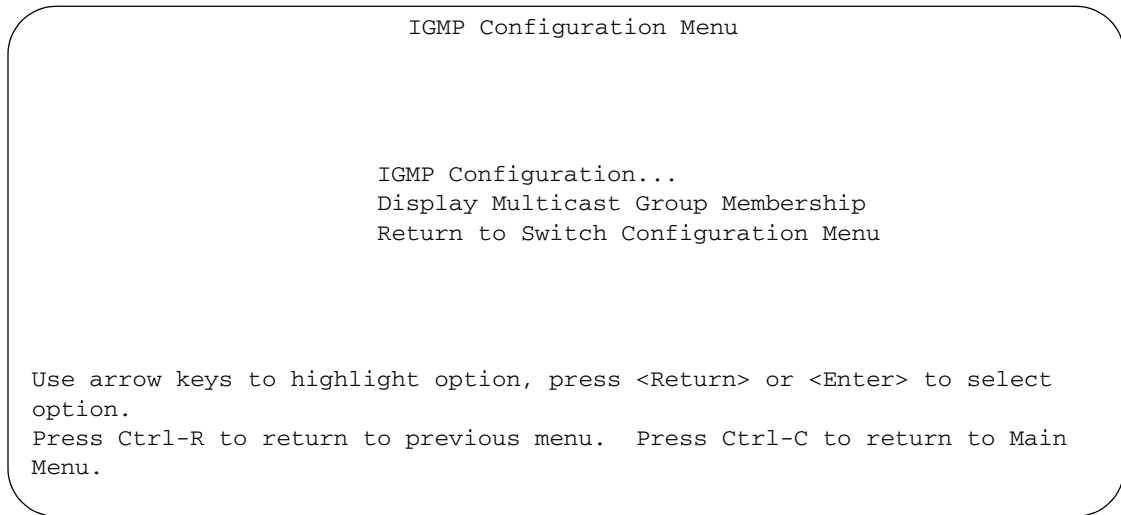 IGMP Configuration Menu
IGMP Configuration...
Display Multicast Group Membership
Return to Switch Configuration Menu
Use arrow keys to highlight option, press <Return> or <Enter> to select
option.
Press Ctrl-R to return to previous menu.  Press Ctrl-C to return to Main
Menu.